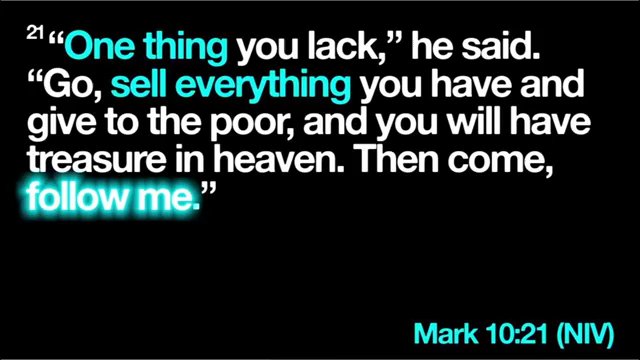 21 “One thing you lack,” he said.
“Go, sell everything you have and
give to the poor, and you will have
treasure in heaven. Then come,
follow me.”
Mark 10:21 (NIV)